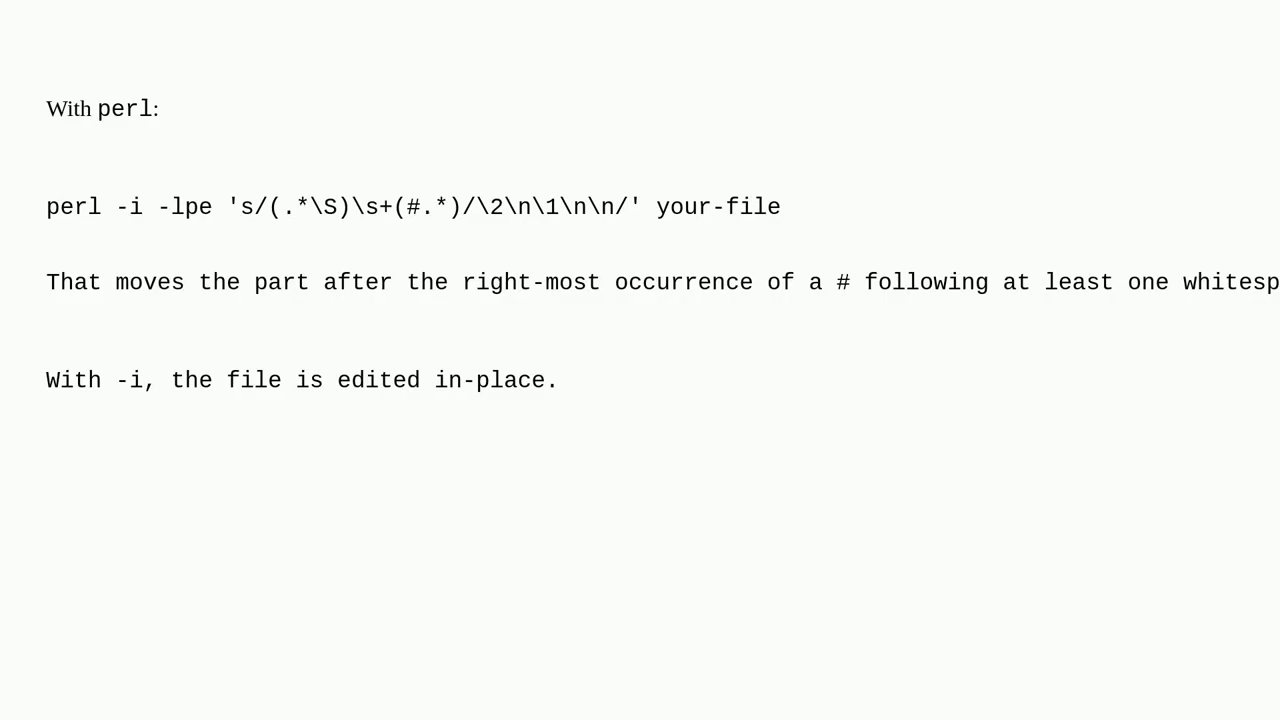 With perl:
perl -i -lpe 's/(.*\S)\s+(#.*)/\2\n\1\n\n/' your-file
That moves the part after the right-most occurrence of a # following at least one
With -i, the file is edited in-place.